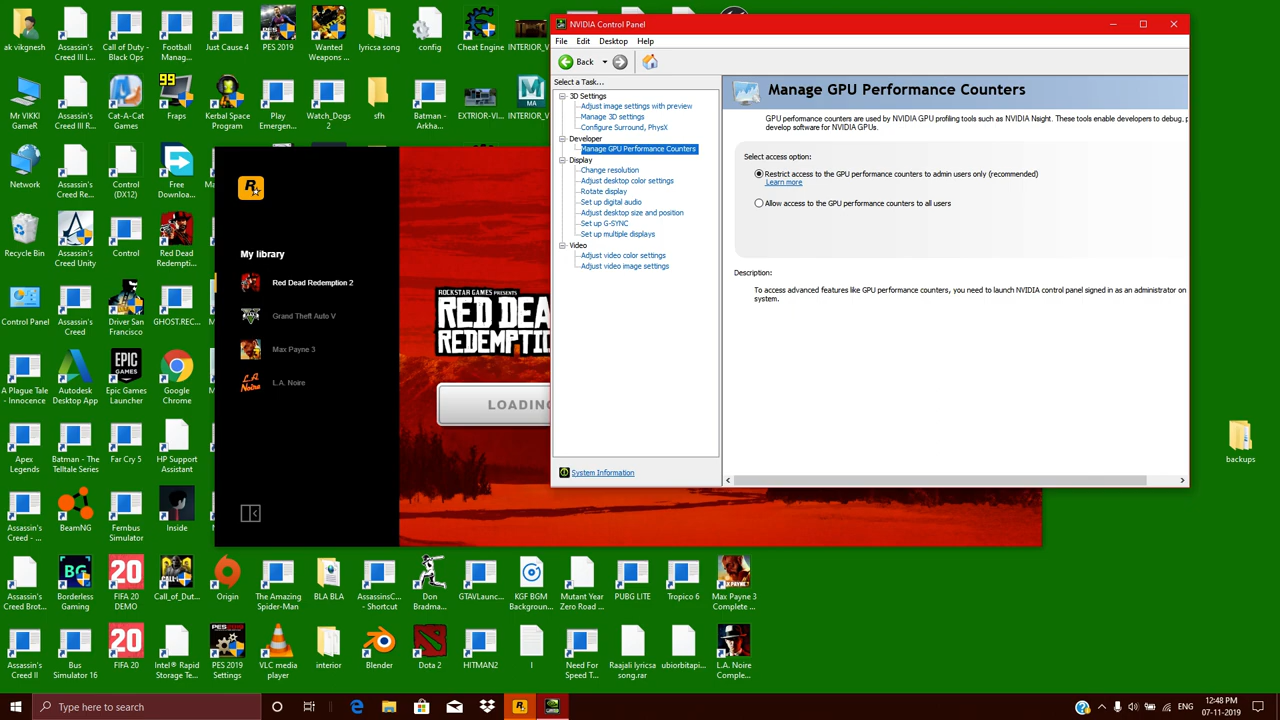 ak vikgnesh
Assassin's
Creed III L...
Call of Duty -
Black Ops
Football
Manag...
Just Cause 4
PES 2019
Wanted
Weapons ...
lyricsa song
config
Cheat Engine
INTERIOR_V
Mr VIKKI
GameR
Assassin's
Creed III R...
Cat-A-Cat
Games
99
Fraps
Kerbal Space
Program
Play
Emergen...
Watch_Dogs
2
sfh
Batman -
Arkha...
EXTRIOR-VI...
MA
INTERIOR_V
Network
Assassin's
Creed Re...
Control
(DX12)
Free
Downloa...
Recycle Bin
Assassin's
Creed Unity
Control
Red Dead
Redempti...
Control Panel
Assassin's
Creed
Driver San
Francisco
GHOST.REC...
A Plague Tale
- Innocence
Autodesk
Desktop App
EPIC
GAMES
Epic Games
Launcher
Google
Chrome
Apex
Legends
Batman - The
Telltale Series
Far Cry 5
HP Support
Assistant
Assassin's
Creed - ...
BeamNG
Fernbus
Simulator
Inside
Assassin's
Creed Brot...
BG
Borderless
Gaming
20
FIFA 20
DEMO
Call_of_Dut...
Origin
The Amazing
Spider-Man
BLA BLA
AssassinsC...
- Shortcut
Don
Bradma...
GTAVLaunc...
KGF BGM
Backgroun...
Mutant Year
Zero Road ...
PUBG LITE
Tropico 6
Max Payne 3
Complete ...
Assassin's
Creed II
Bus
Simulator 16
20
FIFA 20
Intel® Rapid
Storage Te...
PES 2019
Settings
VLC media
player
interior
Blender
Dota 2
HITMAN2
Need For
Speed T...
Raajali lyricsa
song.rar
ubiorbitapi...
L.A. Noire
Comple...
backups
R
My library
Red Dead Redemption 2
Grand Theft Auto V
Max Payne 3
L.A. Noire
ROCKSTAR GAMES PRESENTS
RED DEA
REDEMPTIO
LOADING
NVIDIA Control Panel
File Edit Desktop Help
Back
Select a Task...
3D Settings
Adjust image settings with preview
Manage 3D settings
Configure Surround, PhysX
Developer
Manage GPU Performance Counters
Display
Change resolution
Adjust desktop color settings
Rotate display
Set up digital audio
Adjust desktop size and position
Set up G-SYNC
Set up multiple displays
Video
Adjust video color settings
Adjust video image settings
System Information
Manage GPU Performance Counters
GPU performance counters are used by NVIDIA GPU profiling tools such as NVIDIA Nsight. These tools enable developers to debug, p
develop software for NVIDIA GPUs.
Select access option:
Restrict access to the GPU performance counters to admin users only (recommended)
Learn more
Allow access to the GPU performance counters to all users
Description:
To access advanced features like GPU performance counters, you need to launch NVIDIA control panel signed in as an administrator on
system.
Type here to search
ENG
12:48 PM
07-11-2019